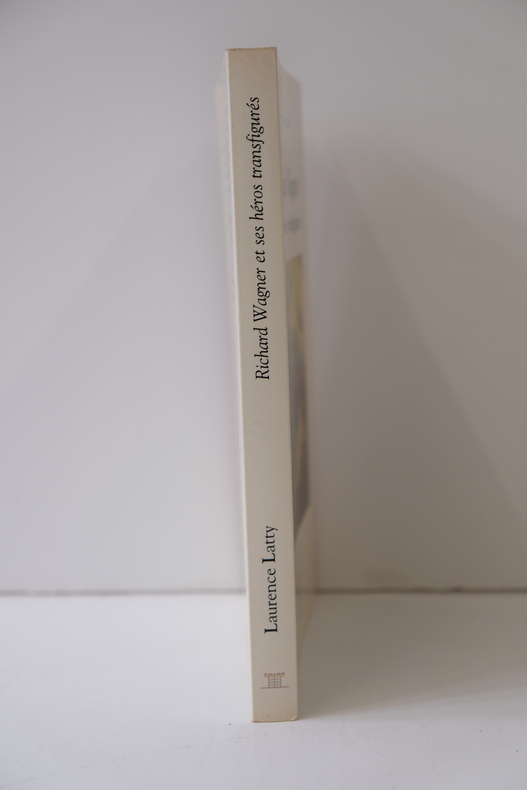 Richard Wagner et ses héros transfigurés
Laurence Latty